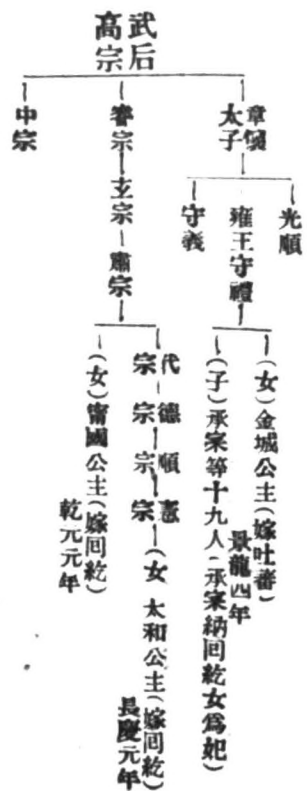 武后
高宗
章懷
太子
光順
雍王守禮
守義
(女)金城公主(嫁吐蕃)
景龍四年
(子)承寀等十九人(承寀納回紇女爲妃)
睿宗
玄宗
肅宗
代宗
德宗
順宗
憲宗
(女 太和公主(嫁回紇)
長慶元年
(女)甯國公主(嫁回紇)
乾元元年
中宗